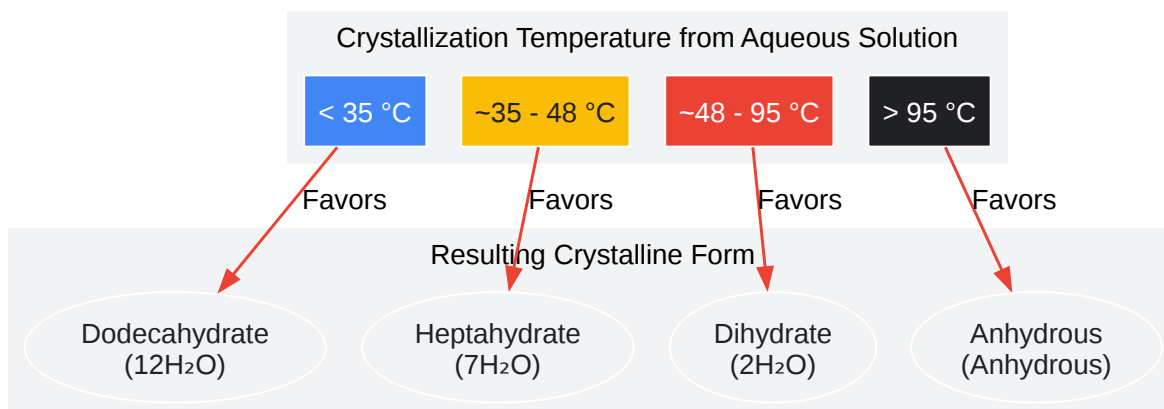 Crystallization Temperature from Aqueous Solution
< 35 °C
~35 - 48 °C
~48 - 95 °C
> 95 °C
Favors
Favors
Favors
Favors
Resulting Crystalline Form
Dodecahydrate
(12H₂O)
Heptahydrate
(7H₂O)
Dihydrate
(2H₂O)
Anhydrous
(Anhydrous)